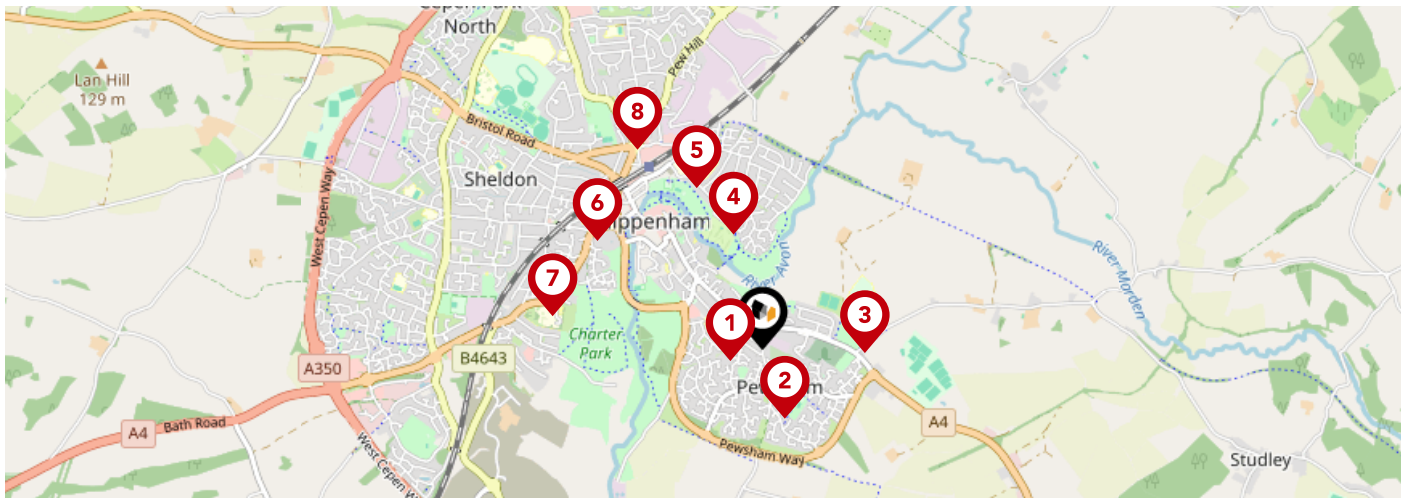 North
Pew Hill
Lan Hill
129 m
8
Bristol Road
5
Sheldon
West Cepen Way
4
6
ippenham
River Avon
River Marden
7
1
3
Charter
Park
B4643
A350
2
A4
Bath Road
A4
Pewsham Way
West Cepen W
Studley